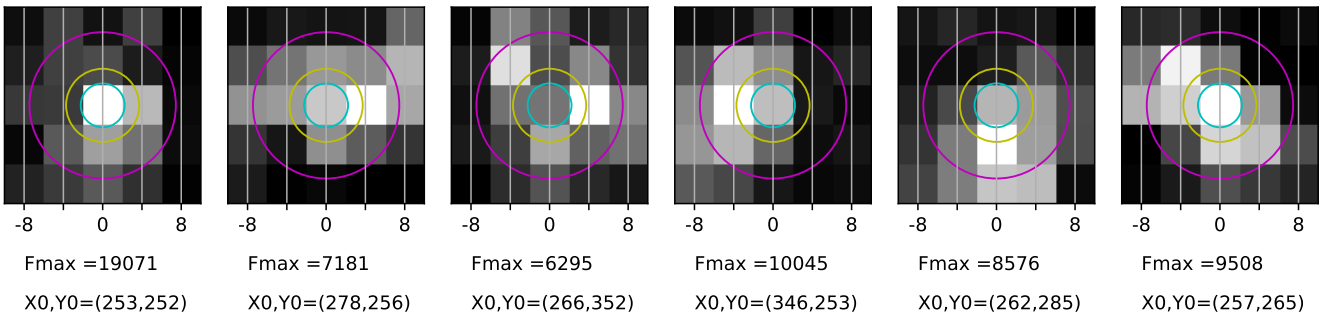 -8 0 8 -8 0 8 -8 0 8 -8 0 8 -8 0 8 -8 0 8
Fmax =19071 Fmax =7181 Fmax =6295 Fmax =10045 Fmax =8576 Fmax =9508
X0,Y0=(253,252) X0,Y0=(278,256) X0,Y0=(266,352) X0,Y0=(346,253) X0,Y0=(262,285) X0,Y0=(257,265)